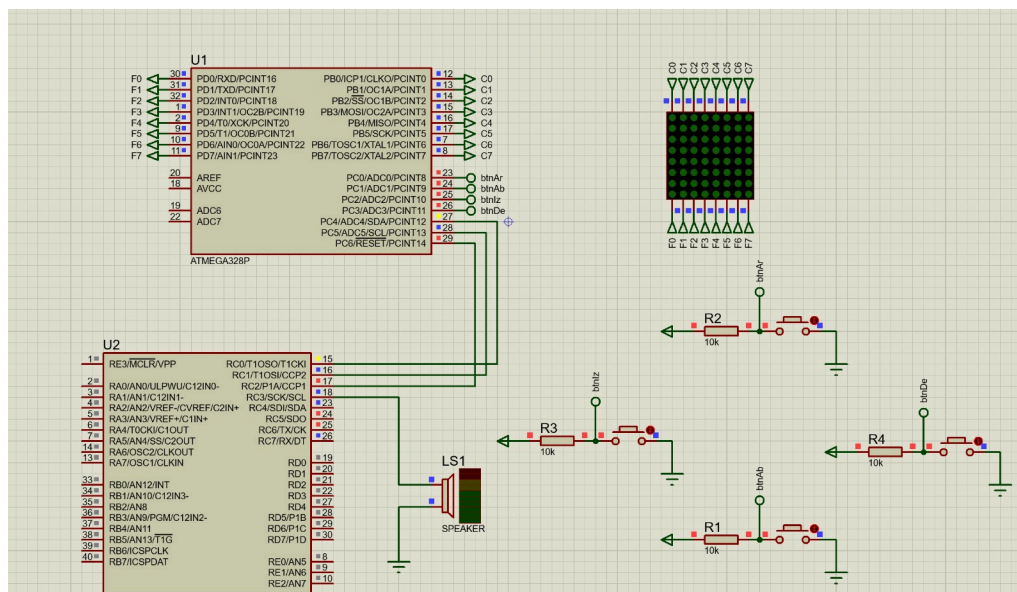 U1
F0 30 PD0/RXD/PCINT16 PB0/ICP1/CLKO/PCINT0 12 C0
F1 31 PD1/TXD/PCINT17 PB1/OC1A/PCINT1 13 C1
F2 32 PD2/INT0/PCINT18 PB2/SS/OC1B/PCINT2 14 C2
F3 1 PD3/INT1/OC2B/PCINT19 PB3/MOSI/OC2A/PCINT3 15 C3
F4 2 PD4/T0/XCK/PCINT20 PB4/MISO/PCINT4 16 C4
F5 9 PD5/T1/OC0B/PCINT21 PB5/SCK/PCINT5 17 C5
F6 10 PD6/AIN0/OC0A/PCINT22 PB6/TOSC1/XTAL1/PCINT6 7 C6
F7 11 PD7/AIN1/PCINT23 PB7/TOSC2/XTAL2/PCINT7 8 C7
20 AREF PC0/ADC0/PCINT8 23 btnAr
18 AVCC PC1/ADC1/PCINT9 24 btnAb
PC2/ADC2/PCINT10 25 btnIz
19 ADC6 PC3/ADC3/PCINT11 26 btnDe
22 ADC7 PC4/ADC4/SDA/PCINT12 27
PC5/ADC5/SCL/PCINT13 28
PC6/RESET/PCINT14 29
ATMEGA328P
C0 C1 C2 C3 C4 C5 C6 C7
F0 F1 F2 F3 F4 F5 F6 F7
btnAr
R2
10k
btnIz
R3
10k
btnDe
R4
10k
btnAb
R1
10k
U2
1 RE3/MCLR/VPP RC0/T1OSO/T1CKI 15
RC1/T1OSI/CCP2 16
2 RA0/AN0/ULPWU/C12IN0- RC2/P1A/CCP1 17
3 RA1/AN1/C12IN1- RC3/SCK/SCL 18
4 RA2/AN2/VREF-/CVREF/C2IN+ RC4/SDI/SDA 23
5 RA3/AN3/VREF+/C1IN+ RC5/SDO 24
6 RA4/T0CKI/C1OUT RC6/TX/CK 25
7 RA5/AN4/SS/C2OUT RC7/RX/DT 26
14 RA6/OSC2/CLKOUT
13 RA7/OSC1/CLKIN RD0 19
RD1 20
33 RB0/AN12/INT RD2 21
34 RB1/AN10/C12IN3- RD3 22
35 RB2/AN8 RD4 27
36 RB3/AN9/PGM/C12IN2- RD5/P1B 28
37 RB4/AN11 RD6/P1C 29
38 RB5/AN13/T1G RD7/P1D 30
39 RB6/ICSPCLK
40 RB7/ICSPDAT RE0/AN5 8
RE1/AN6 9
RE2/AN7 10
LS1
SPEAKER